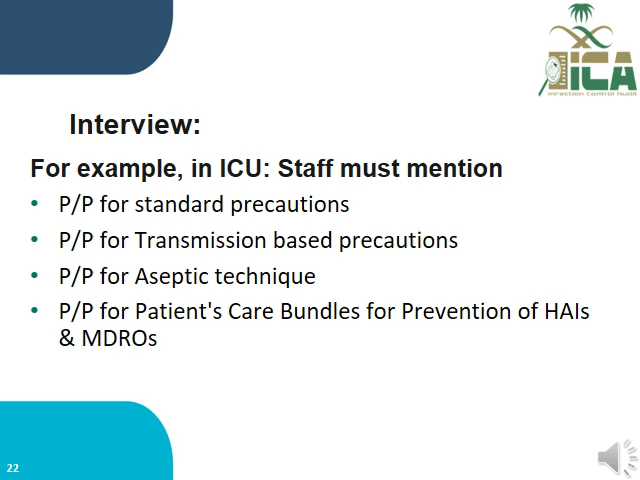 ICA
Infection Control Audit
Interview:
For example, in ICU: Staff must mention
• P/P for standard precautions
• P/P for Transmission based precautions
• P/P for Aseptic technique
• P/P for Patient's Care Bundles for Prevention of HAIs
& MDROs
22